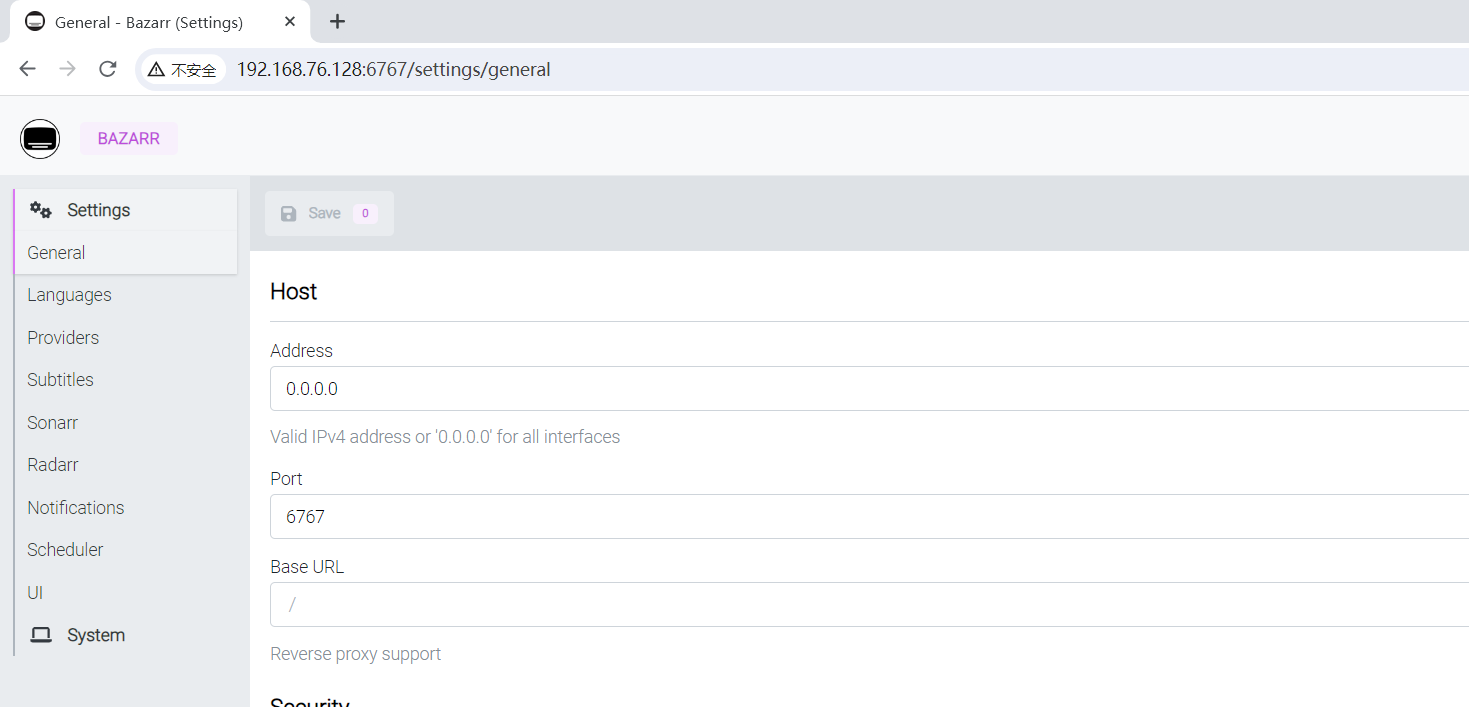 General - Bazarr (Settings)
不安全 192.168.76.128:6767/settings/general
BAZARR
Settings
General
Languages
Providers
Subtitles
Sonarr
Radarr
Notifications
Scheduler
UI
System
Save 0
Host
Address
0.0.0.0
Valid IPv4 address or '0.0.0.0' for all interfaces
Port
6767
Base URL
/
Reverse proxy support
Security